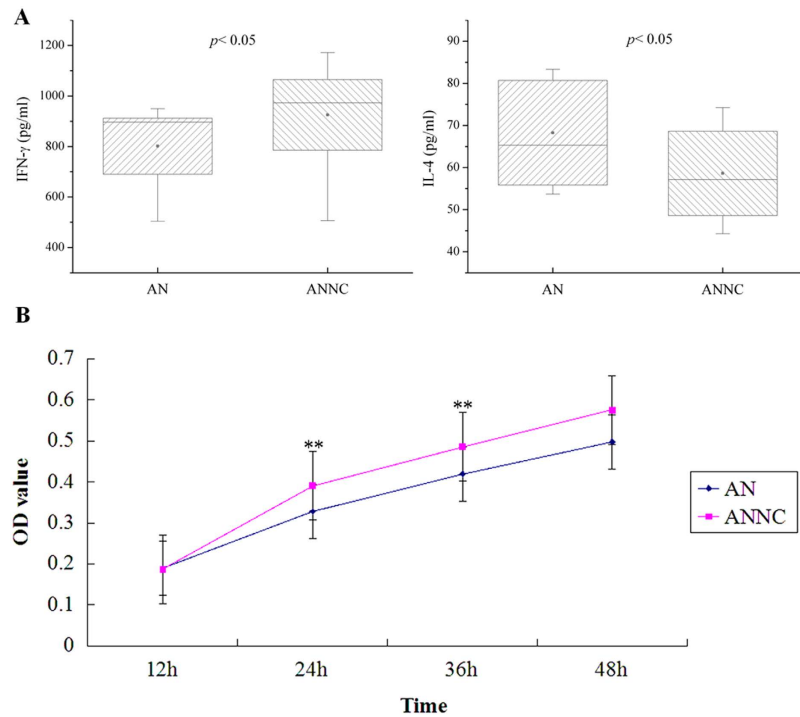 A
p< 0.05
IFN-γ (pg/ml)
1200
1000
800
600
400
AN
ANNC
p< 0.05
IL-4 (pg/ml)
90
80
70
60
50
40
AN
ANNC
B
OD value
0.7
0.6
0.5
0.4
0.3
0.2
0.1
0
**
**
12h
24h
36h
48h
Time
AN
ANNC